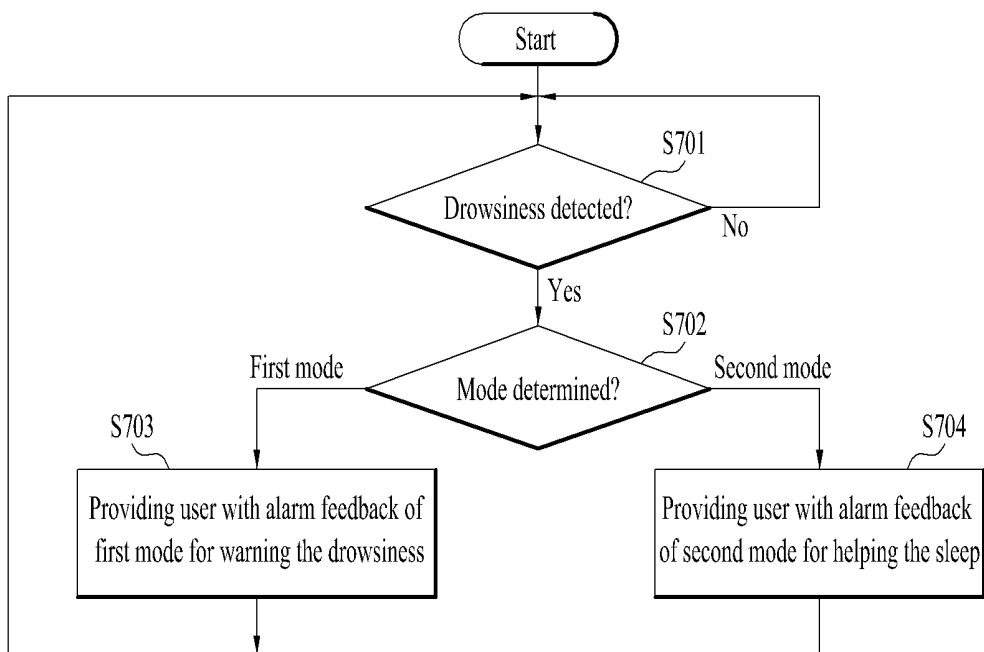 Start
S701
Drowsiness detected?
No
Yes
S702
First mode
Mode determined?
Second mode
S703
S704
Providing user with alarm feedback of
first mode for warning the drowsiness
Providing user with alarm feedback
of second mode for helping the sleep